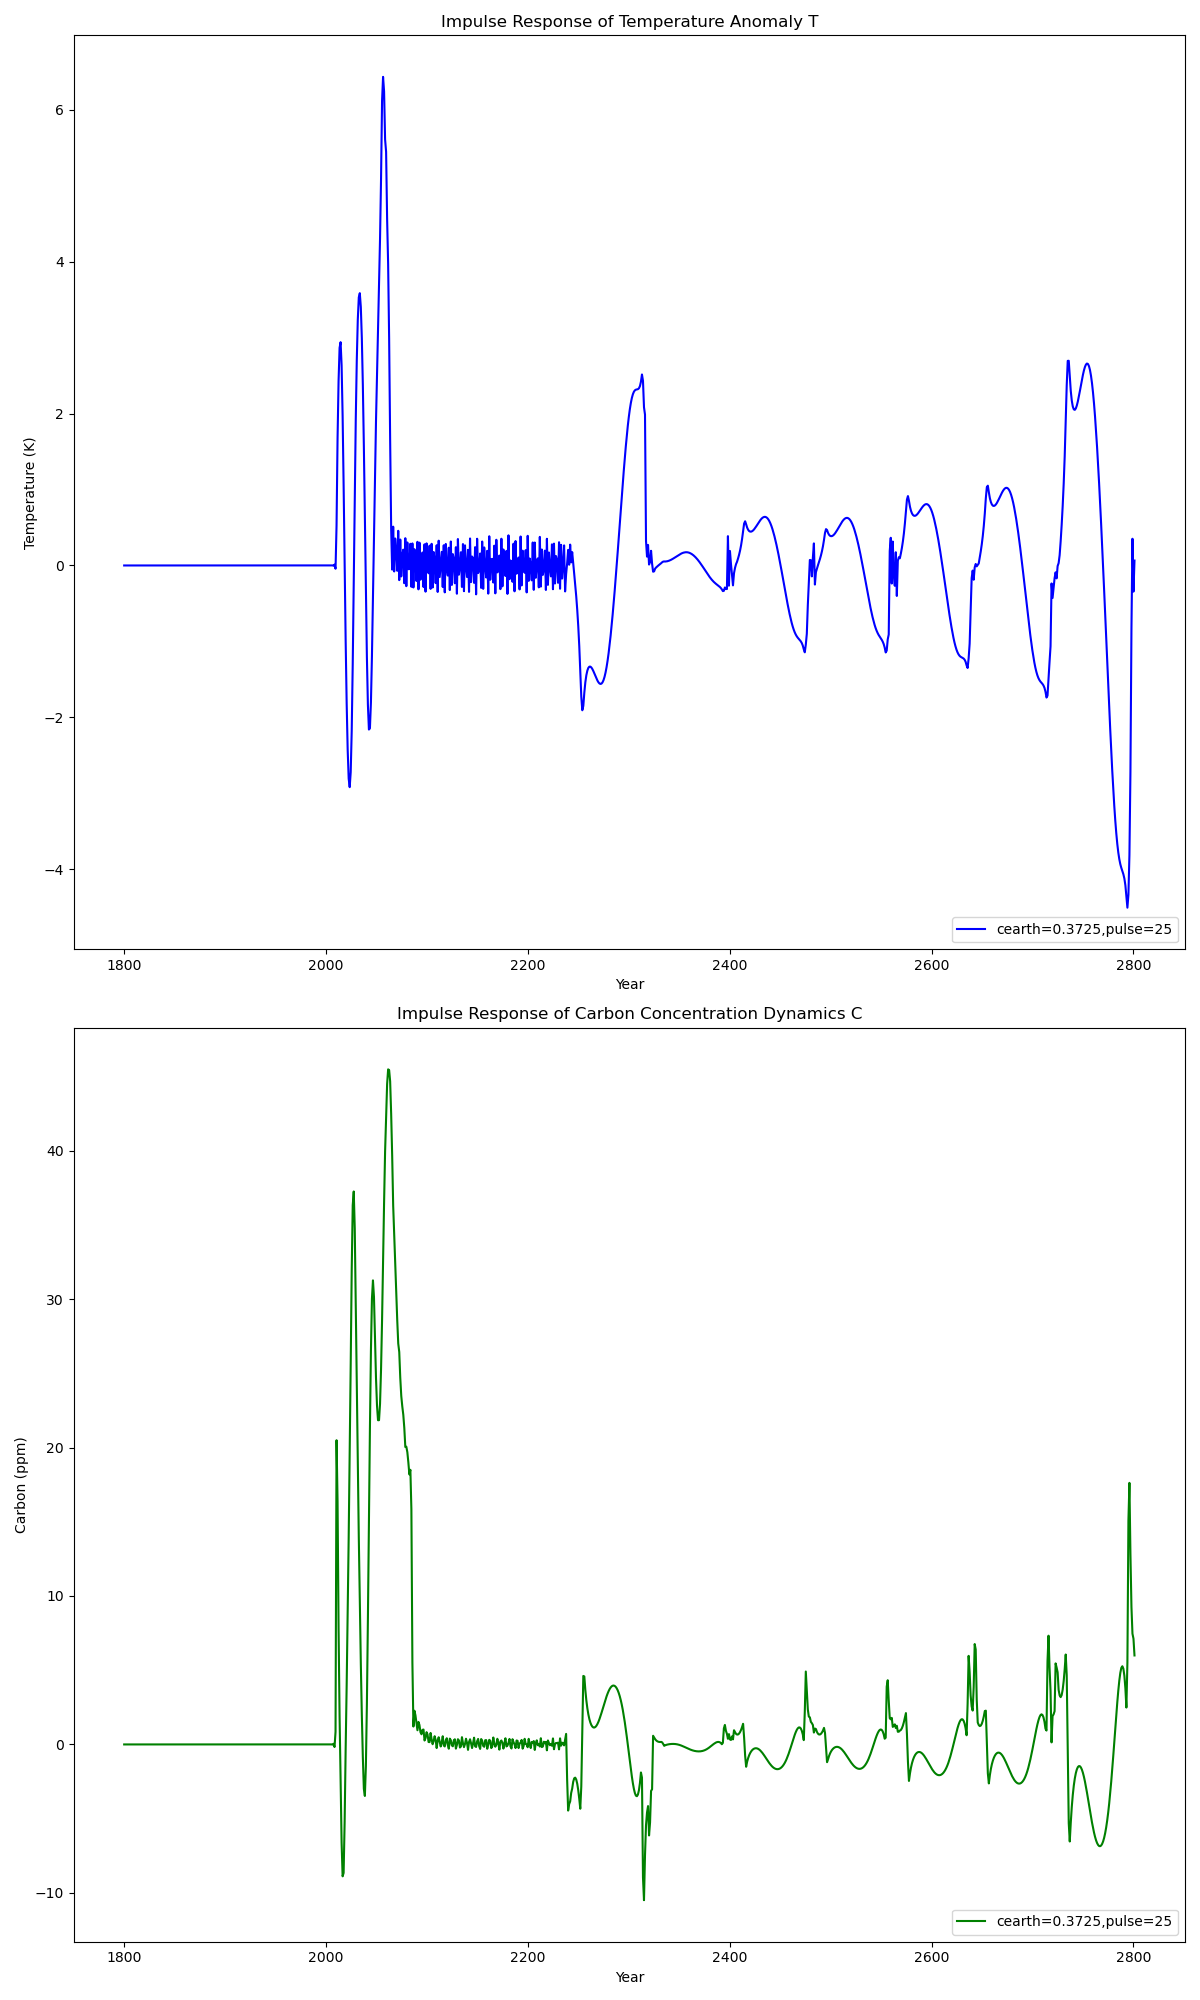 Impulse Response of Temperature Anomaly T
6
4
2
0
−2
−4
Temperature (K)
cearth=0.3725,pulse=25
1800 2000 2200 2400 2600 2800
Year
Impulse Response of Carbon Concentration Dynamics C
40
30
20
10
0
−10
Carbon (ppm)
cearth=0.3725,pulse=25
1800 2000 2200 2400 2600 2800
Year